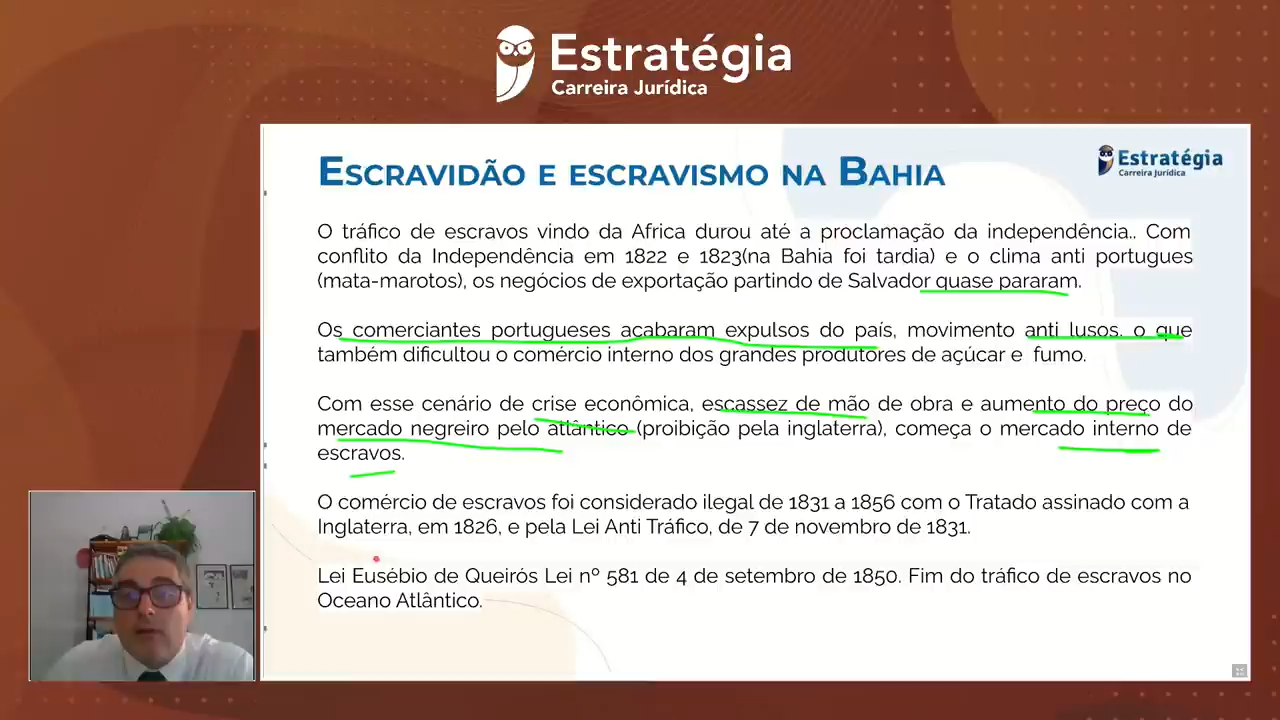 Estratégia
Carreira Jurídica
Escravidão e escravismo na Bahia
Estratégia
Carreira Jurídica
O tráfico de escravos vindo da Africa durou até a proclamação da independência.. Com
conflito da Independência em 1822 e 1823(na Bahia foi tardia) e o clima anti portugues
(mata-marotos), os negócios de exportação partindo de Salvador quase pararam.
Os comerciantes portugueses acabaram expulsos do país, movimento anti lusos. o que
também dificultou o comércio interno dos grandes produtores de açúcar e fumo.
Com esse cenário de crise econômica, escassez de mão de obra e aumento do preço do
mercado negreiro pelo atlântico (proibição pela inglaterra), começa o mercado interno de
escravos.
O comércio de escravos foi considerado ilegal de 1831 a 1856 com o Tratado assinado com a
Inglaterra, em 1826, e pela Lei Anti Tráfico, de 7 de novembro de 1831.
Lei Eusébio de Queirós Lei nº 581 de 4 de setembro de 1850. Fim do tráfico de escravos no
Oceano Atlântico.